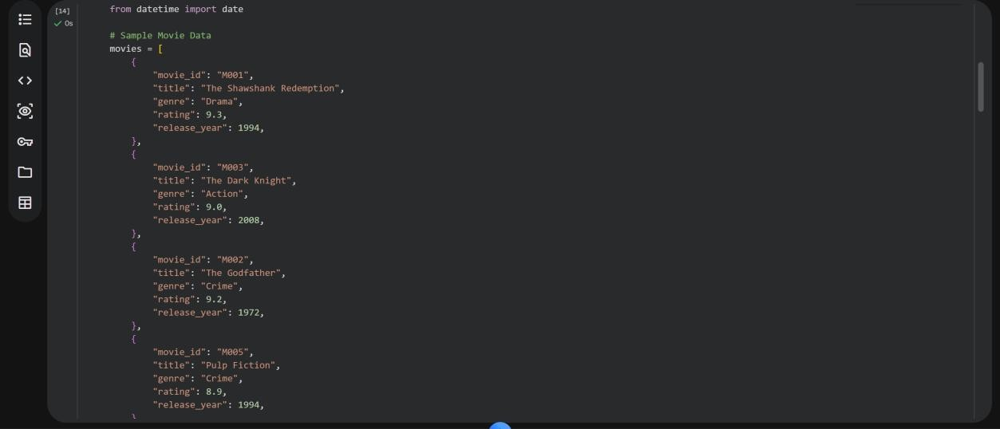 [14]
0s
from datetime import date
# Sample Movie Data
movies = [
    {
        "movie_id": "M001",
        "title": "The Shawshank Redemption",
        "genre": "Drama",
        "rating": 9.3,
        "release_year": 1994,
    },
    {
        "movie_id": "M003",
        "title": "The Dark Knight",
        "genre": "Action",
        "rating": 9.0,
        "release_year": 2008,
    },
    {
        "movie_id": "M002",
        "title": "The Godfather",
        "genre": "Crime",
        "rating": 9.2,
        "release_year": 1972,
    },
    {
        "movie_id": "M005",
        "title": "Pulp Fiction",
        "genre": "Crime",
        "rating": 8.9,
        "release_year": 1994,
    }